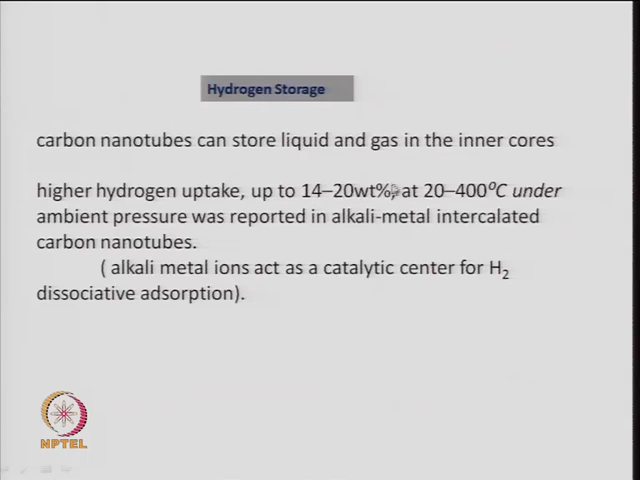 Hydrogen Storage
carbon nanotubes can store liquid and gas in the inner cores
higher hydrogen uptake, up to 14–20wt%, at 20–400°C under
ambient pressure was reported in alkali-metal intercalated
carbon nanotubes.
( alkali metal ions act as a catalytic center for H₂
dissociative adsorption).
NPTEL